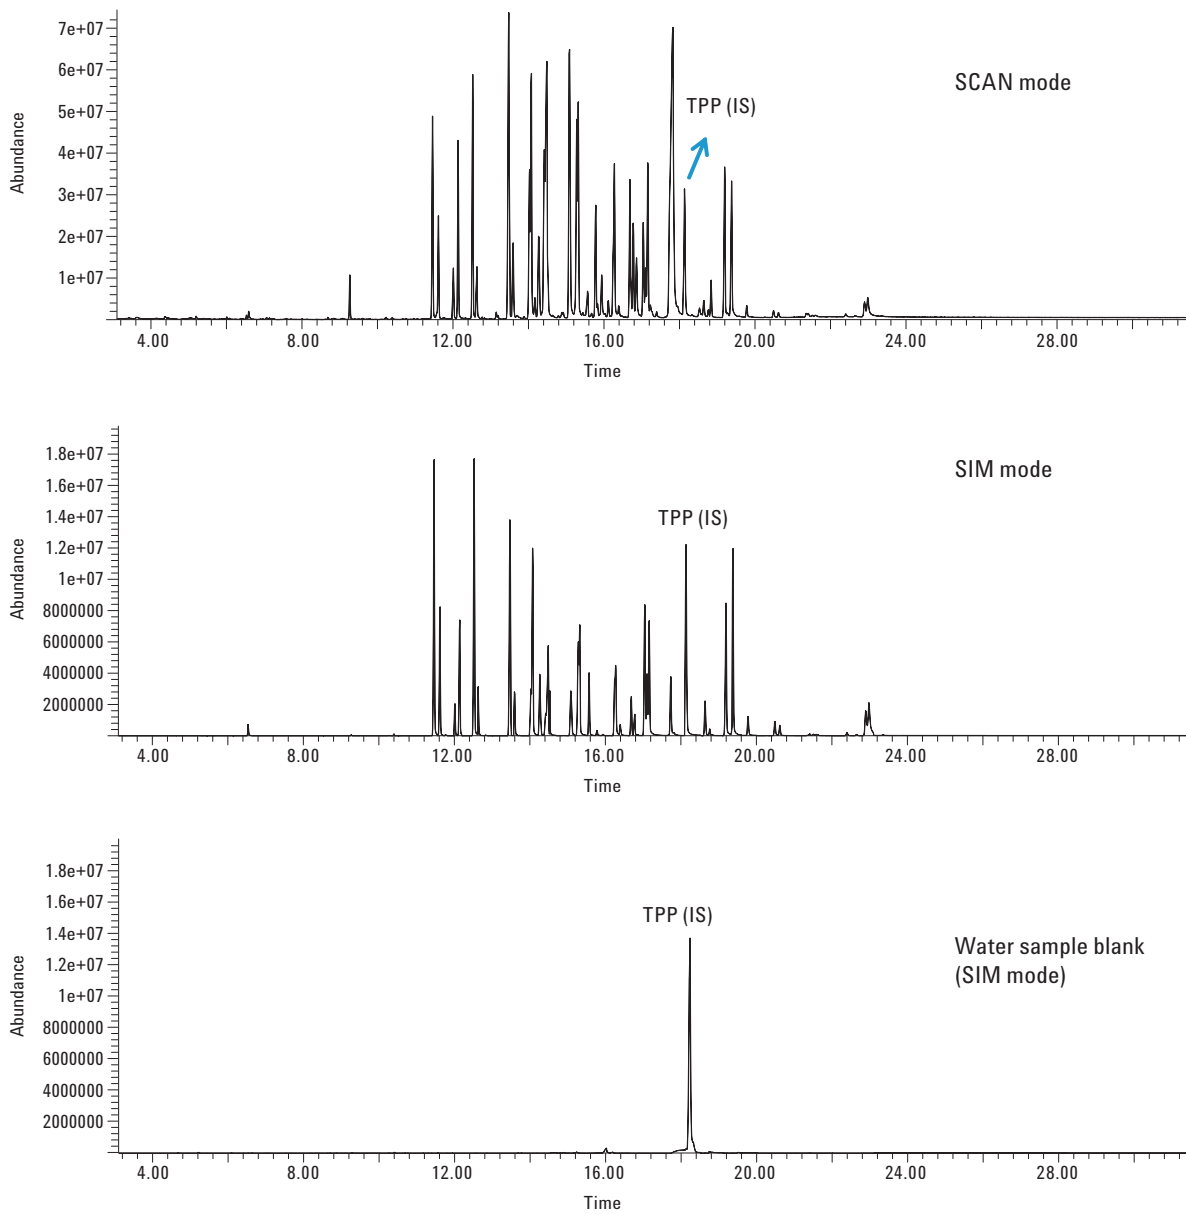 7e+07
6e+07
5e+07
4e+07
3e+07
2e+07
1e+07
Abundance
SCAN mode
TPP (IS)
4.00 8.00 12.00 16.00 20.00 24.00 28.00
Time
1.8e+07
1.6e+07
1.4e+07
1.2e+07
1e+07
8000000
6000000
4000000
2000000
Abundance
SIM mode
TPP (IS)
4.00 8.00 12.00 16.00 20.00 24.00 28.00
Time
1.8e+07
1.6e+07
1.4e+07
1.2e+07
1e+07
8000000
6000000
4000000
2000000
Abundance
TPP (IS)
Water sample blank
(SIM mode)
4.00 8.00 12.00 16.00 20.00 24.00 28.00
Time